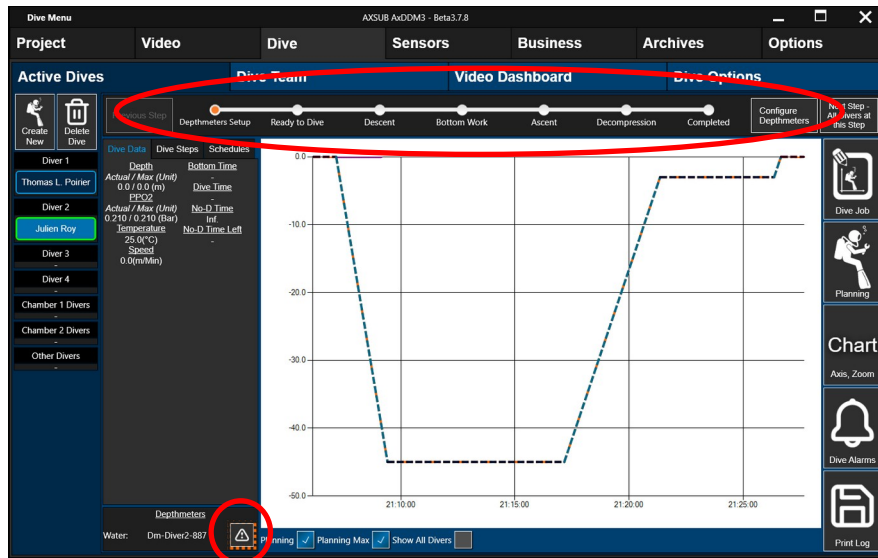 Dive Menu
AXSUB AxDDM3 - Beta3.7.8
Project Video Dive Sensors Business Archives Options
Active Dives Dive Team Video Dashboard Dive Options
Create New
Delete Dive
Previous Step
Depthmeters Setup Ready to Dive Descent Bottom Work Ascent Decompression Completed
Configure Depthmeters
Next Step -
All Divers at
this Step
Diver 1
Thomas L. Poirier
Diver 2
Julien Roy
Diver 3
-
Diver 4
-
Chamber 1 Divers
-
Chamber 2 Divers
-
Other Divers
-
Dive Data Dive Steps Schedules
Depth
Actual / Max (Unit)
0.0 / 0.0 (m)
PPO2
Actual / Max (Unit)
0.210 / 0.210 (Bar)
Temperature
25.0(°C)
Speed
0.0(m/Min)
Bottom Time
-
Dive Time
-
No-D Time
Inf.
No-D Time Left
-
0.0
-10.0
-20.0
-30.0
-40.0
-50.0
21:10:00 21:15:00 21:20:00 21:25:00
Dive Job
Planning
Chart
Axis, Zoom
Dive Alarms
Print Log
Depthmeters
Water: Dm-Diver2-887
Planning Planning Max Show All Divers